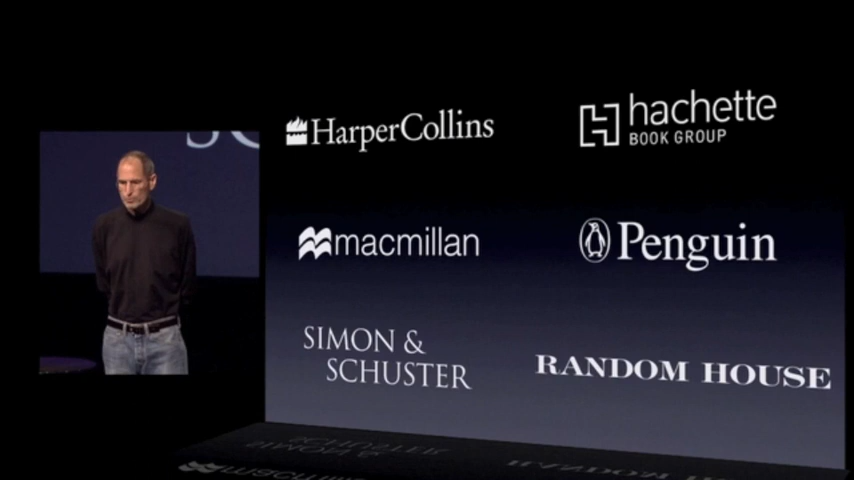 HarperCollins
hachette
BOOK GROUP
macmillan
Penguin
SIMON &
SCHUSTER
RANDOM HOUSE